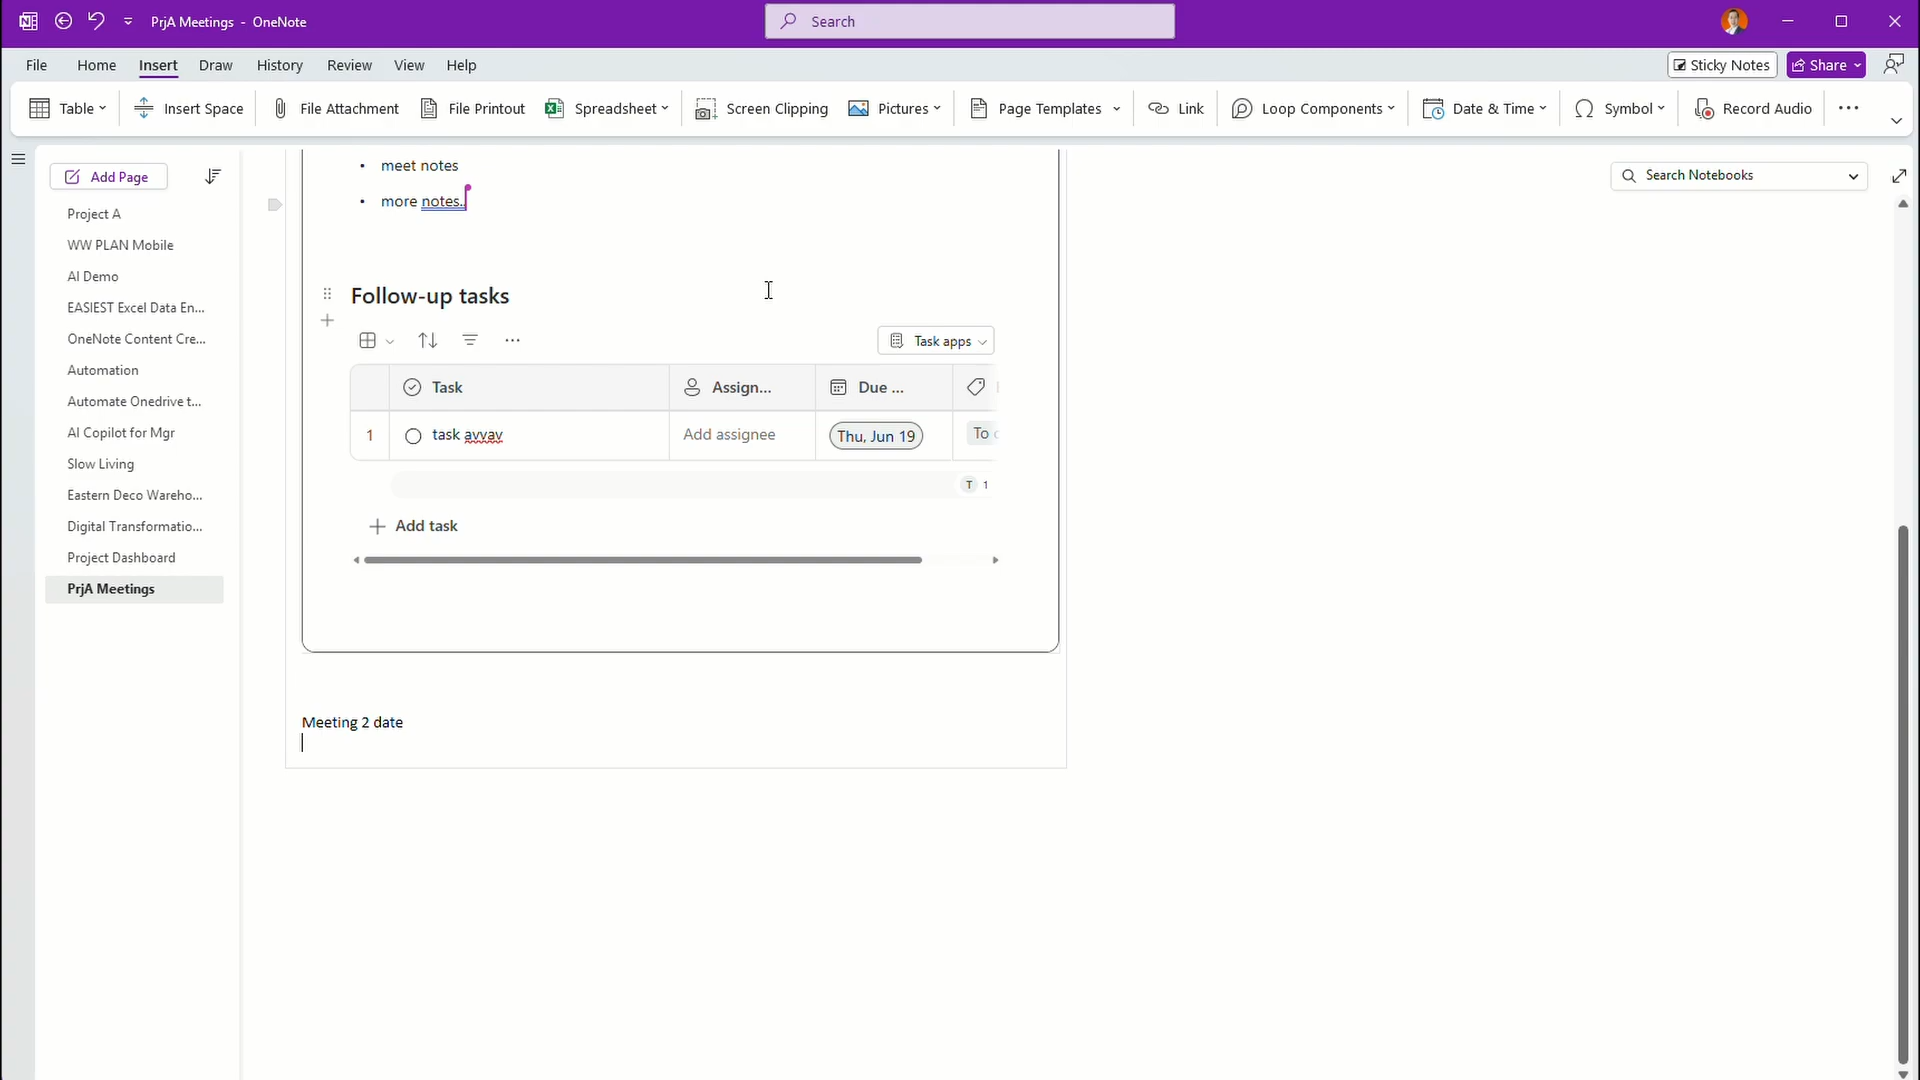 PrjA Meetings - OneNote
Search
File Home Insert Draw History Review View Help
Sticky Notes Share
Table Insert Space File Attachment File Printout Spreadsheet Screen Clipping Pictures Page Templates Link Loop Components Date & Time Symbol Record Audio
Add Page
Search Notebooks
Project A
WW PLAN Mobile
AI Demo
EASIEST Excel Data En...
OneNote Content Cre...
Automation
Automate Onedrive t...
AI Copilot for Mgr
Slow Living
Eastern Deco Wareho...
Digital Transformatio...
Project Dashboard
PrjA Meetings
• meet notes
• more notes..
Follow-up tasks
Task apps
Task Assign... Due ...
1 task avvav Add assignee Thu, Jun 19 To
T 1
+ Add task
Meeting 2 date